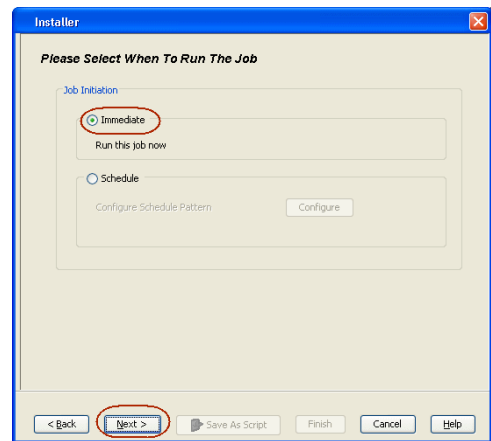 Installer
Please Select When To Run The Job
Job Initiation
Immediate
Run this job now
Schedule
Configure Schedule Pattern Configure
< Back Next > Save As Script Finish Cancel Help